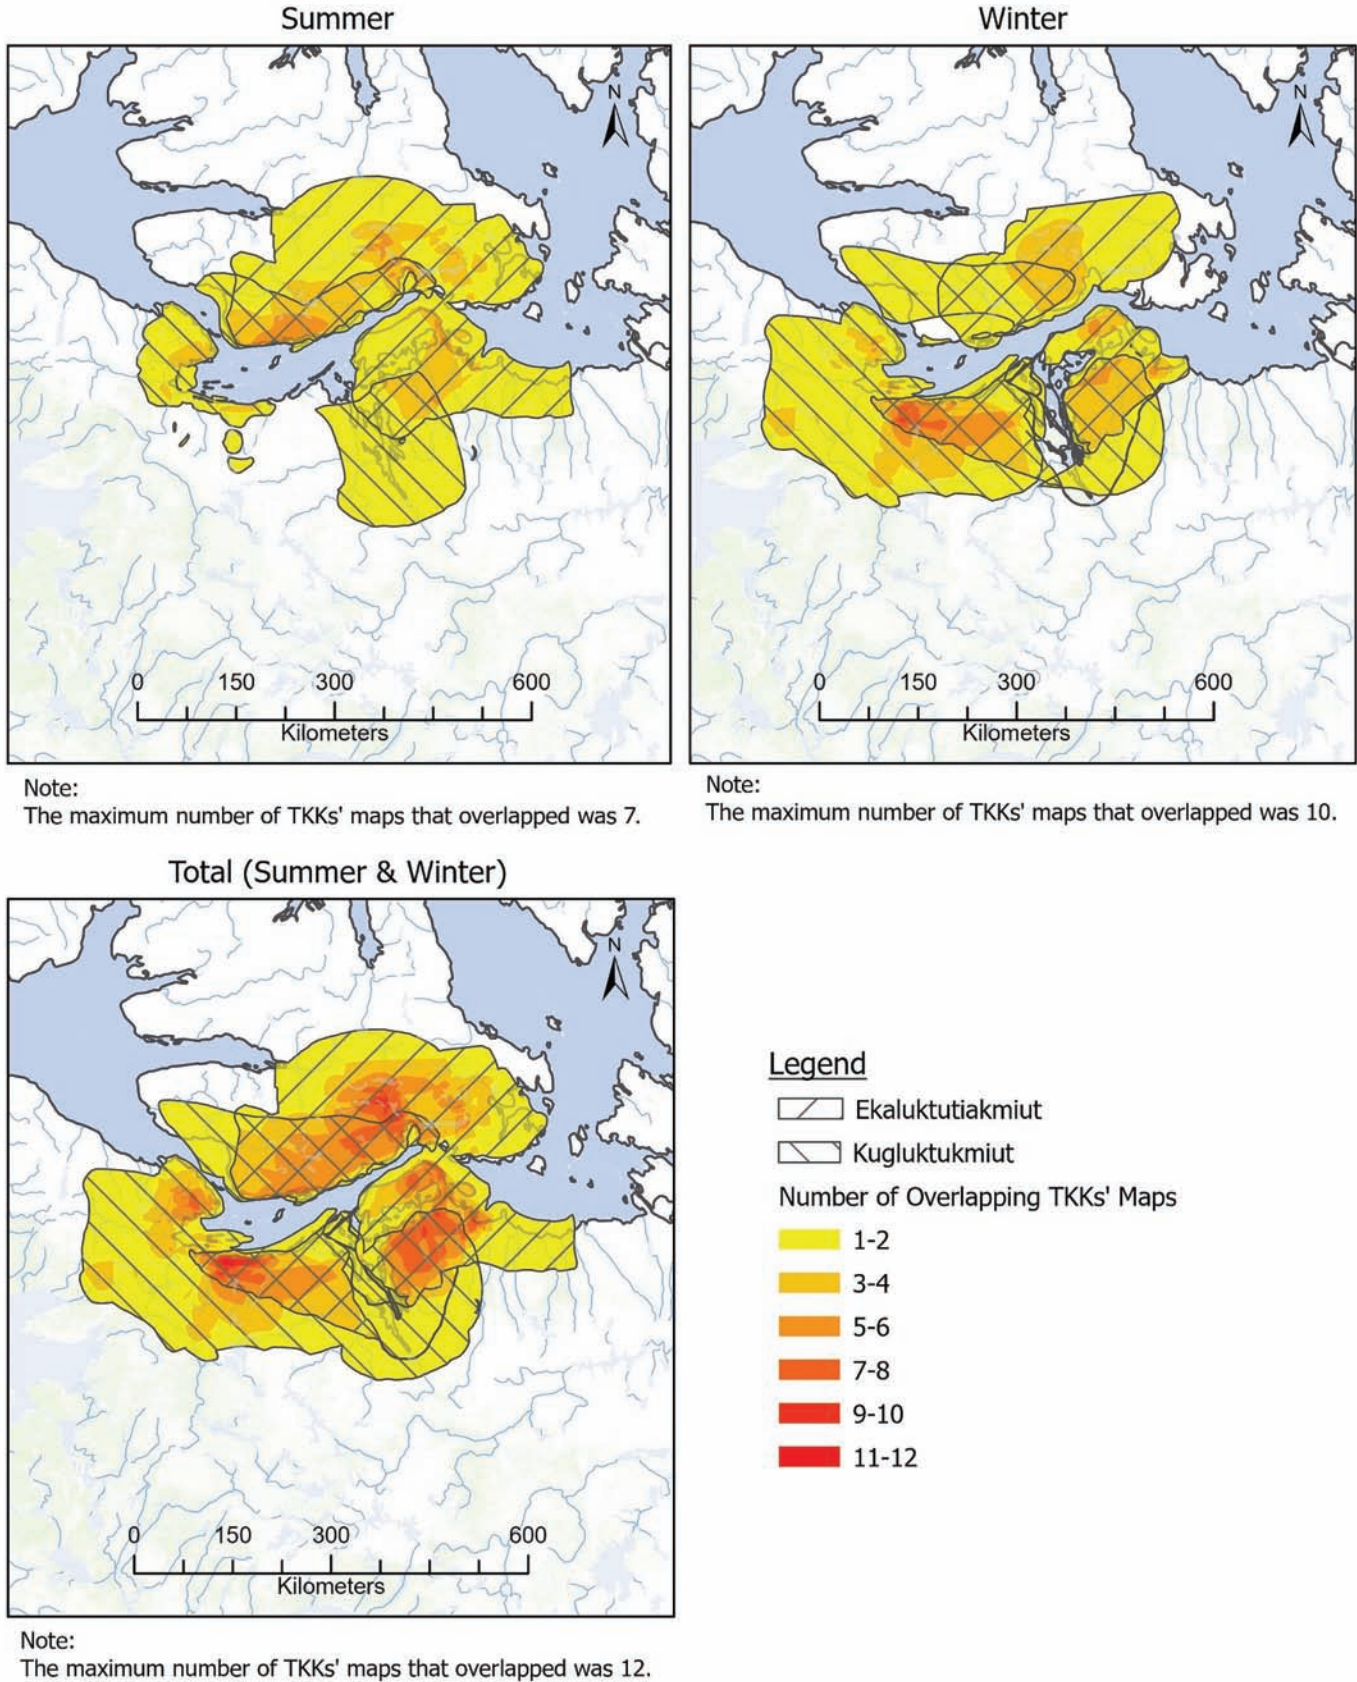 Summer
Winter
N
N
0 150 300 600
Kilometers
0 150 300 600
Kilometers
Note:
The maximum number of TKKs' maps that overlapped was 7.
Note:
The maximum number of TKKs' maps that overlapped was 10.
Total (Summer & Winter)
N
0 150 300 600
Kilometers
Legend
Ekaluktutiakmiut
Kugluktukmiut
Number of Overlapping TKKs' Maps
1-2
3-4
5-6
7-8
9-10
11-12
Note:
The maximum number of TKKs' maps that overlapped was 12.